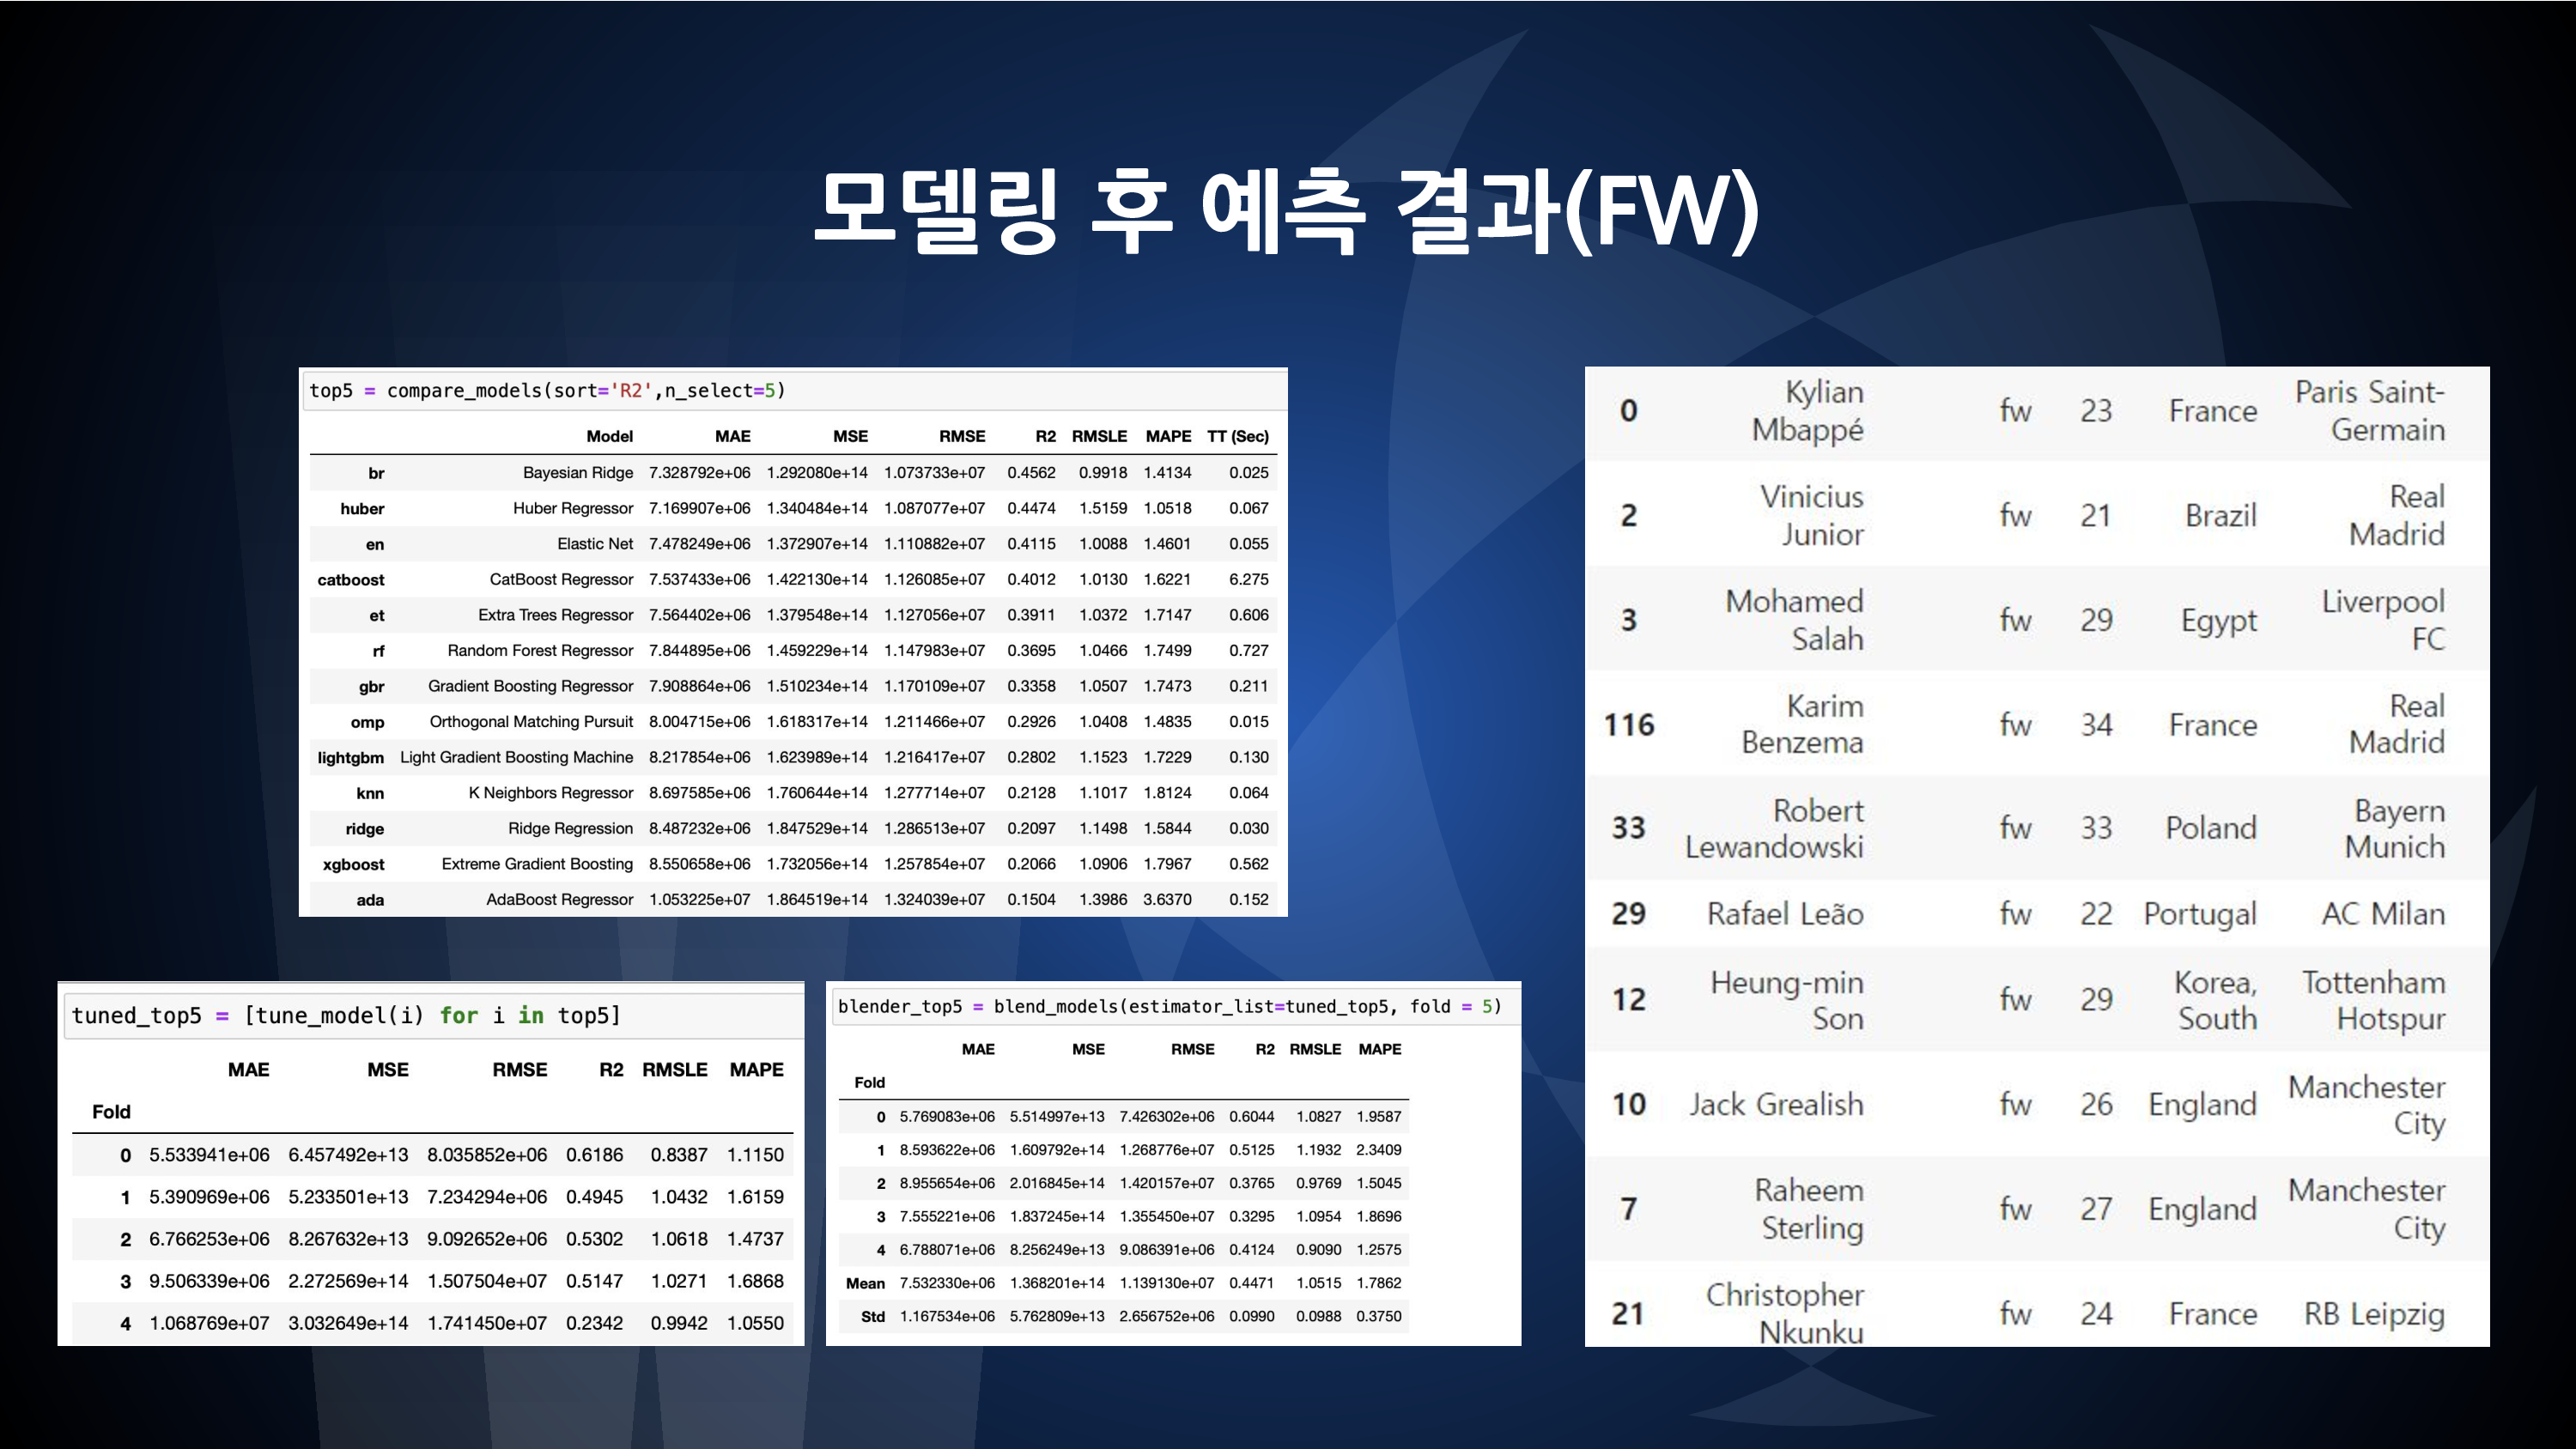 모델링 후 예측 결과(FW)
top5 = compare_models(sort='R2',n_select=5)
Model MAE MSE RMSE R2 RMSLE MAPE TT (Sec)
br Bayesian Ridge 7.328792e+06 1.292080e+14 1.073733e+07 0.4562 0.9918 1.4134 0.025
huber Huber Regressor 7.169907e+06 1.340484e+14 1.087077e+07 0.4474 1.5159 1.0518 0.067
en Elastic Net 7.478249e+06 1.372907e+14 1.110882e+07 0.4115 1.0088 1.4601 0.055
catboost CatBoost Regressor 7.537433e+06 1.422130e+14 1.126085e+07 0.4012 1.0130 1.6221 6.275
et Extra Trees Regressor 7.564402e+06 1.379548e+14 1.127056e+07 0.3911 1.0372 1.7147 0.606
rf Random Forest Regressor 7.844895e+06 1.459229e+14 1.147983e+07 0.3695 1.0466 1.7499 0.727
gbr Gradient Boosting Regressor 7.908864e+06 1.510234e+14 1.170109e+07 0.3358 1.0507 1.7473 0.211
omp Orthogonal Matching Pursuit 8.004715e+06 1.618317e+14 1.211466e+07 0.2926 1.0408 1.4835 0.015
lightgbm Light Gradient Boosting Machine 8.217854e+06 1.623989e+14 1.216417e+07 0.2802 1.1523 1.7229 0.130
knn K Neighbors Regressor 8.697585e+06 1.760644e+14 1.277714e+07 0.2128 1.1017 1.8124 0.064
ridge Ridge Regression 8.487232e+06 1.847529e+14 1.286513e+07 0.2097 1.1498 1.5844 0.030
xgboost Extreme Gradient Boosting 8.550658e+06 1.732056e+14 1.257854e+07 0.2066 1.0906 1.7967 0.562
ada AdaBoost Regressor 1.053225e+07 1.864519e+14 1.324039e+07 0.1504 1.3986 3.6370 0.152
tuned_top5 = [tune_model(i) for i in top5]
MAE MSE RMSE R2 RMSLE MAPE
Fold
0 5.533941e+06 6.457492e+13 8.035852e+06 0.6186 0.8387 1.1150
1 5.390969e+06 5.233501e+13 7.234294e+06 0.4945 1.0432 1.6159
2 6.766253e+06 8.267632e+13 9.092652e+06 0.5302 1.0618 1.4737
3 9.506339e+06 2.272569e+14 1.507504e+07 0.5147 1.0271 1.6868
4 1.068769e+07 3.032649e+14 1.741450e+07 0.2342 0.9942 1.0550
blender_top5 = blend_models(estimator_list=tuned_top5, fold = 5)
MAE MSE RMSE R2 RMSLE MAPE
Fold
0 5.769083e+06 5.514997e+13 7.426302e+06 0.6044 1.0827 1.9587
1 8.593622e+06 1.609792e+14 1.268776e+07 0.5125 1.1932 2.3409
2 8.955654e+06 2.016845e+14 1.420157e+07 0.3765 0.9769 1.5045
3 7.555221e+06 1.837245e+14 1.355450e+07 0.3295 1.0954 1.8696
4 6.788071e+06 8.256249e+13 9.086391e+06 0.4124 0.9090 1.2575
Mean 7.532330e+06 1.368201e+14 1.139130e+07 0.4471 1.0515 1.7862
Std 1.167534e+06 5.762809e+13 2.656752e+06 0.0990 0.0988 0.3750
Kylian Paris Saint-
0 fw 23 France
Mbappé Germain
Vinicius Real
2 fw 21 Brazil
Junior Madrid
Mohamed Liverpool
3 fw 29 Egypt
Salah FC
Karim Real
116 fw 34 France
Benzema Madrid
Robert Bayern
33 fw 33 Poland
Lewandowski Munich
29 Rafael Leão fw 22 Portugal AC Milan
Heung-min Korea, Tottenham
12 fw 29
Son South Hotspur
Manchester
10 Jack Grealish fw 26 England
City
Raheem Manchester
7 fw 27 England
Sterling City
Christopher
21 fw 24 France RB Leipzig
Nkunku